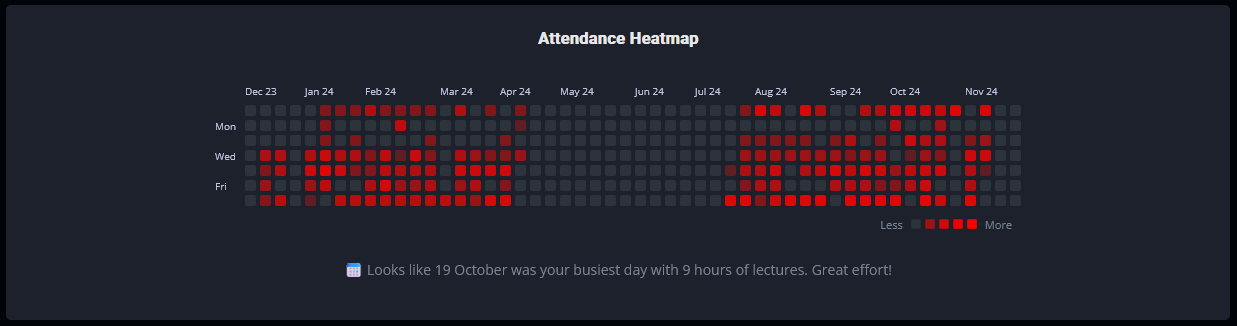 Attendance Heatmap
Dec 23 Jan 24 Feb 24 Mar 24 Apr 24 May 24 Jun 24 Jul 24 Aug 24 Sep 24 Oct 24 Nov 24
Mon
Wed
Fri
Less More
Looks like 19 October was your busiest day with 9 hours of lectures. Great effort!